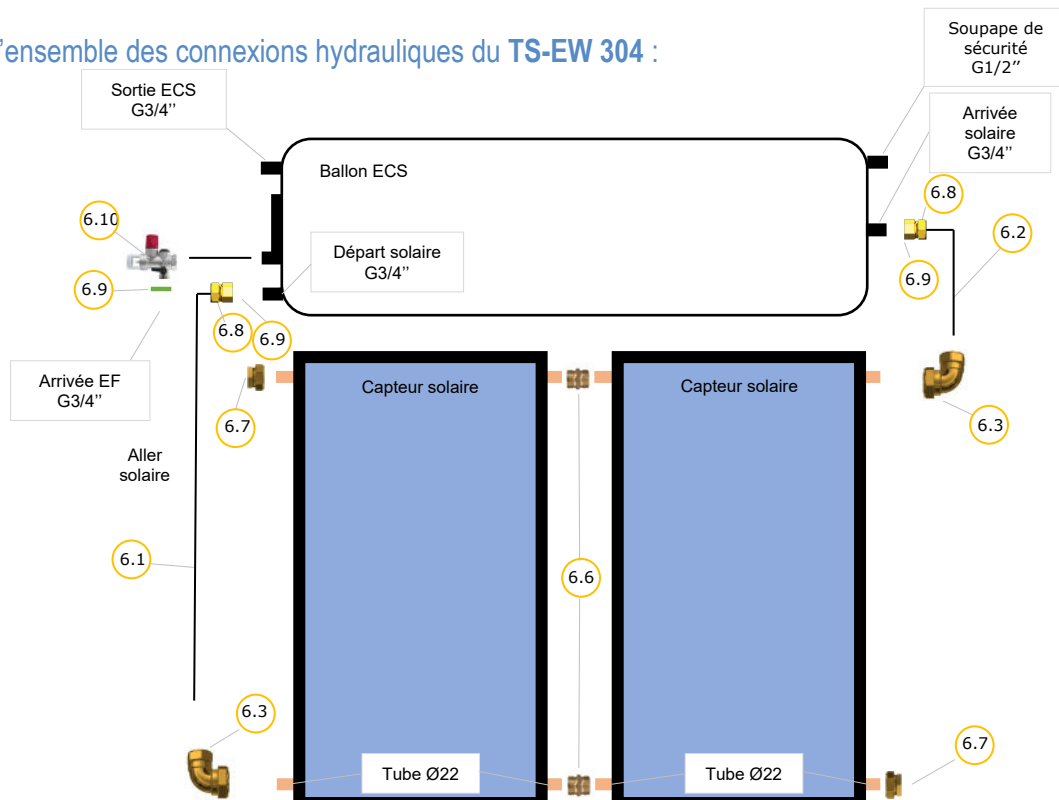 'ensemble des connexions hydrauliques du TS-EW 304 :
Soupape de
sécurité
G1/2’’
Sortie ECS
G3/4’’
Arrivée
solaire
G3/4’’
Ballon ECS
6.8
6.10
6.2
Départ solaire
G3/4’’
6.9
6.9
6.8
6.9
Arrivée EF
G3/4’’
Capteur solaire
Capteur solaire
6.7
6.3
Aller
solaire
6.1
6.6
6.3
6.7
Tube Ø22
Tube Ø22